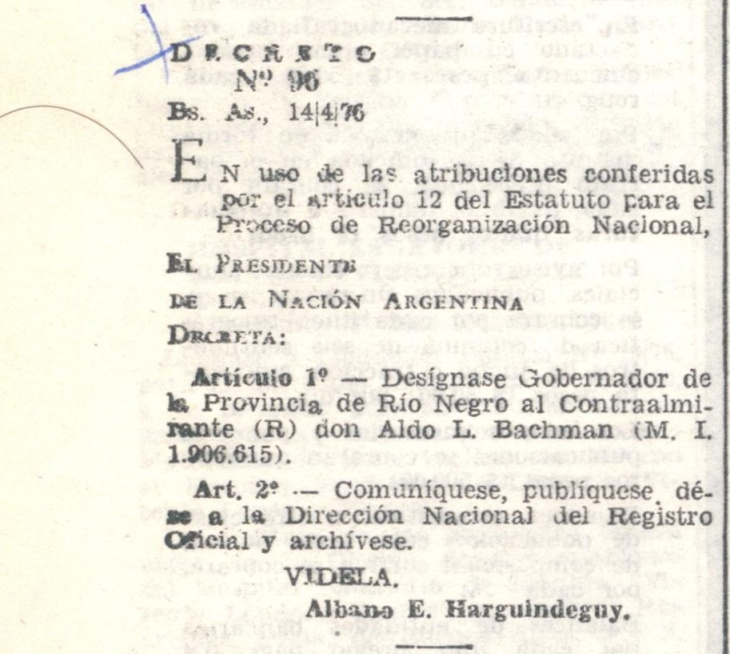 DECRETO
Nº 96
Bs. As., 14|4|76
EN uso de las atribuciones conferidas
por el artículo 12 del Estatuto para el
Proceso de Reorganización Nacional,
EL PRESIDENTE
DE LA NACIÓN ARGENTINA
DECRETA:
Artículo 1º — Desígnase Gobernador de
la Provincia de Río Negro al Contraalmi-
rante (R) don Aldo L. Bachman (M. I.
1.906.615).
Art. 2º — Comuníquese, publíquese, dé-
se a la Dirección Nacional del Registro
Oficial y archívese.
VIDELA.
Albano E. Harguindeguy.